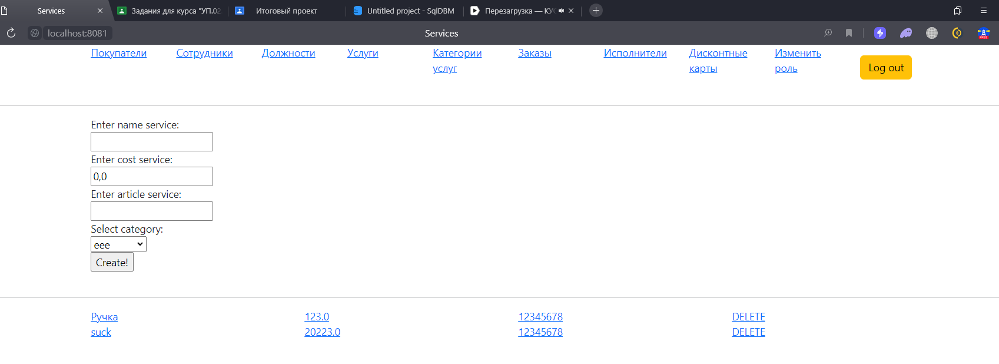 Services
Задания для курса "УП.02
Итоговый проект
Untitled project - SqlDBM
Перезагрузка — КУ
localhost:8081
Services
Покупатели
Сотрудники
Должности
Услуги
Категории
услуг
Заказы
Исполнители
Дисконтные
карты
Изменить
роль
Log out
Enter name service:
Enter cost service:
0,0
Enter article service:
Select category:
eee
Create!
Ручка 123.0 12345678 DELETE
suck 20223.0 12345678 DELETE